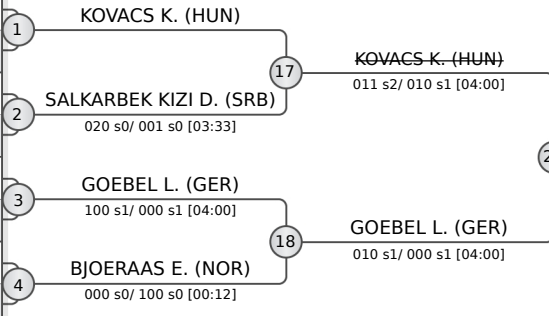 KOVACS K. (HUN)
1
17
KOVACS K. (HUN)
011 s2/ 010 s1 [04:00]
2
SALKARBEK KIZI D. (SRB)
020 s0/ 001 s0 [03:33]
3
GOEBEL L. (GER)
100 s1/ 000 s1 [04:00]
18
GOEBEL L. (GER)
010 s1/ 000 s1 [04:00]
4
BJOERAAS E. (NOR)
000 s0/ 100 s0 [00:12]